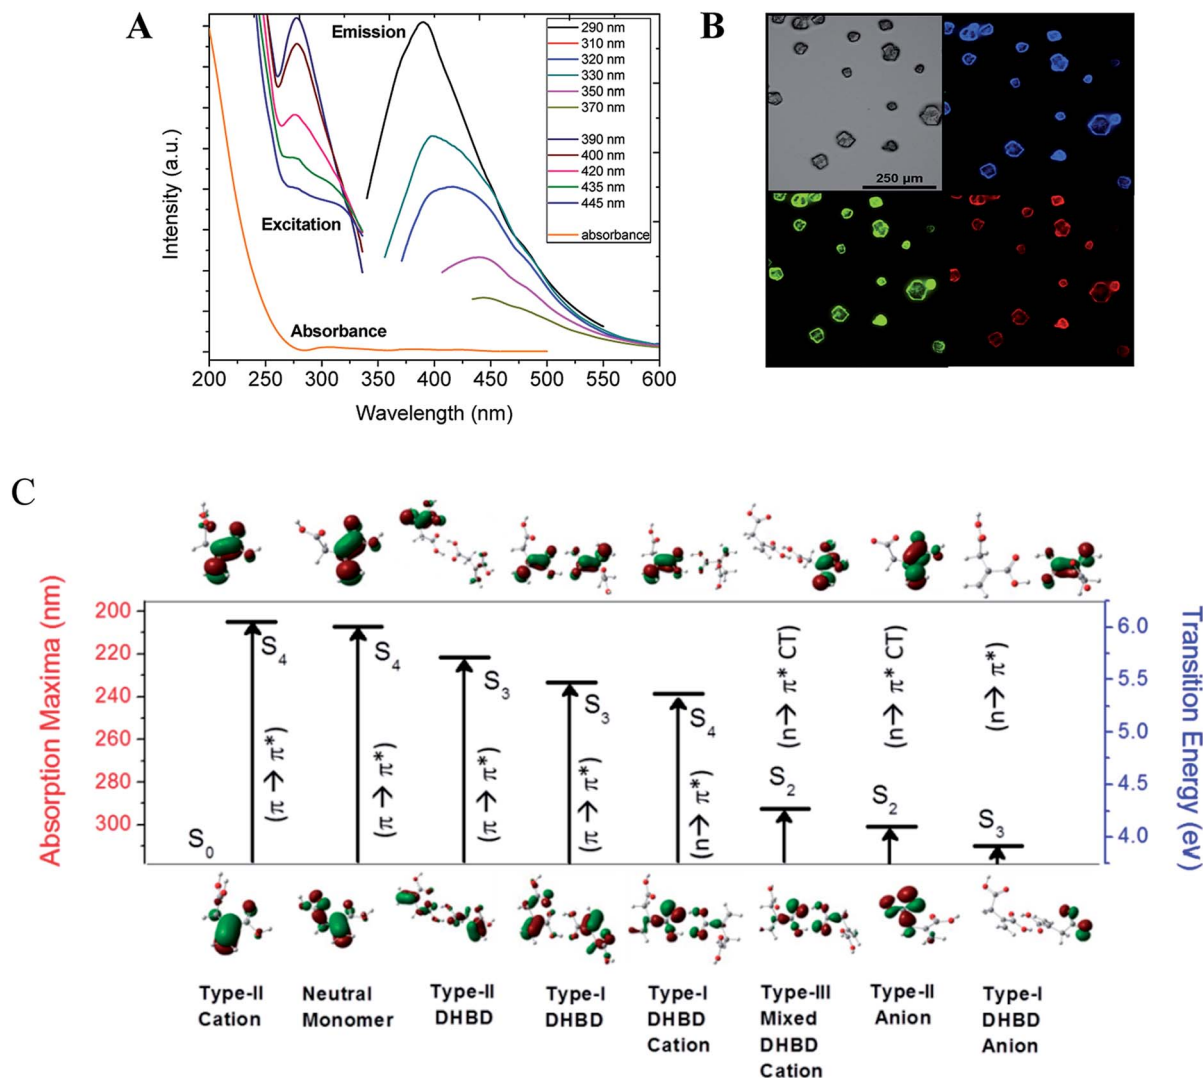 A
B
Emission
290 nm
310 nm
320 nm
330 nm
350 nm
370 nm
390 nm
400 nm
420 nm
435 nm
445 nm
absorbance
Excitation
Absorbance
Intensity (a.u.)
200 250 300 350 400 450 500 550 600
Wavelength (nm)
250 µm
C
Absorption Maxima (nm)
200
220
240
260
280
300
Transition Energy (eV)
6.0
5.5
5.0
4.5
4.0
S0
S4
(π → π*)
S4
(π → π*)
S3
(π → π*)
S3
(π → π*)
S4
(n → π*)
S2
(n → π* CT)
S2
(n → π* CT)
S3
(n → π*)
Type-II
Cation
Neutral
Monomer
Type-II
DHBD
Type-I
DHBD
Type-I
DHBD
Cation
Type-III
Mixed
DHBD
Cation
Type-II
Anion
Type-I
DHBD
Anion